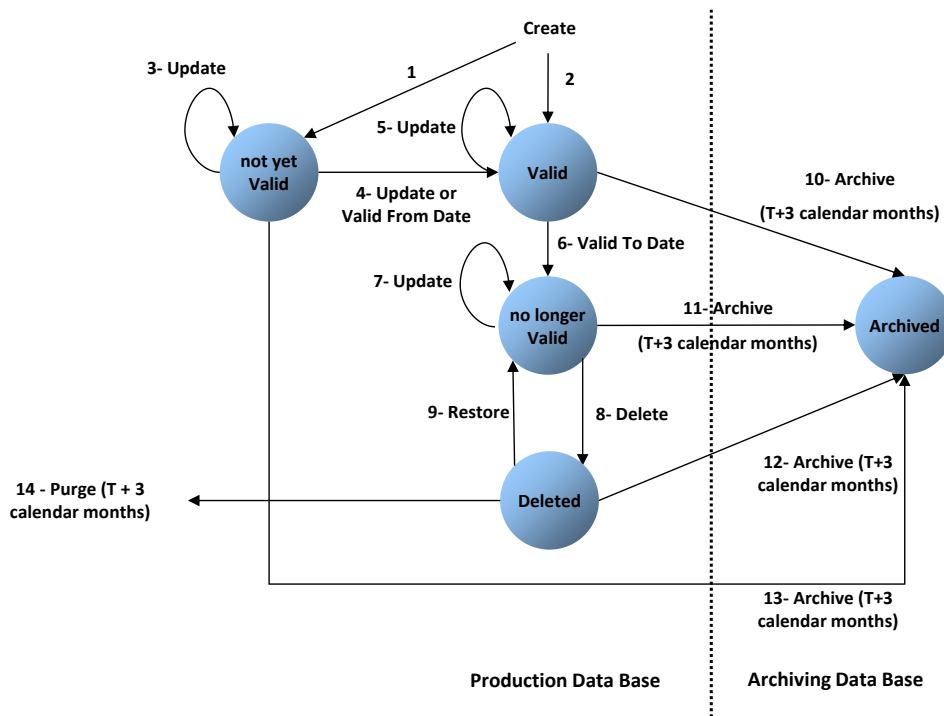 Create
3- Update
1
2
5- Update
not yet
Valid
Valid
10- Archive
(T+3 calendar months)
4- Update or
Valid From Date
6- Valid To Date
7- Update
no longer
Valid
11- Archive
(T+3 calendar months)
Archived
9- Restore
8- Delete
12- Archive (T+3
calendar months)
14 - Purge (T + 3
calendar months)
Deleted
13- Archive (T+3
calendar months)
Production Data Base
Archiving Data Base